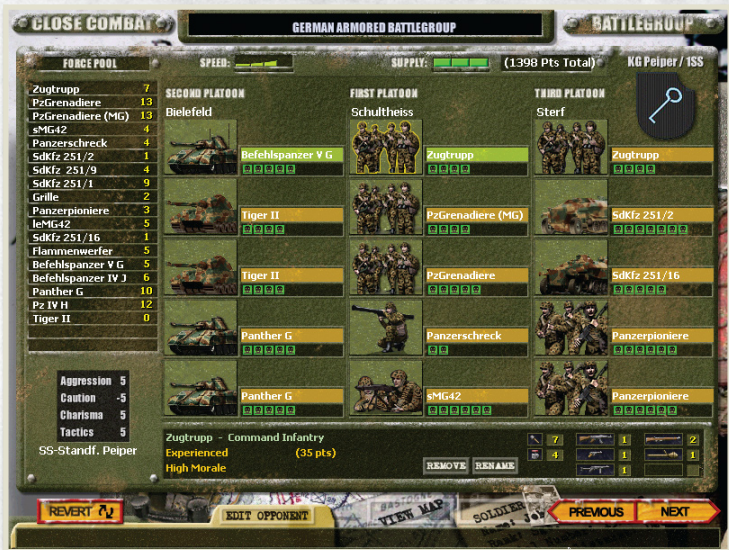 CLOSE COMBAT
GERMAN ARMORED BATTLEGROUP
BATTLEGROUP
FORCE POOL
SPEED:
SUPPLY:
(1398 Pts Total)
KG Peiper / 1SS
Zugtrupp 7
PzGrenadiere 13
PzGrenadiere (MG) 13
sMG42 4
Panzerschreck 4
SdKfz 251/2 1
SdKfz 251/9 4
SdKfz 251/1 9
Grille 2
Panzerpioniere 3
leMG42 5
SdKfz 251/16 1
Flammenwerfer 5
Befehlspanzer V G 5
Befehlspanzer IV J 6
Panther G 10
Pz IV H 12
Tiger II 0
Aggression 5
Caution -5
Charisma 5
Tactics 5
SS-Standf. Peiper
SECOND PLATOON
Bielefeld
Befehlspanzer V G
Tiger II
Tiger II
Panther G
Panther G
FIRST PLATOON
Schultheiss
Zugtrupp
PzGrenadiere (MG)
PzGrenadiere
Panzerschreck
sMG42
THIRD PLATOON
Sterf
Zugtrupp
SdKfz 251/2
SdKfz 251/16
Panzerpioniere
Panzerpioniere
Zugtrupp - Command Infantry
Experienced (35 pts)
High Morale
REMOVE
RENAME
7 1 2
4 1 1
1
REVERT
EDIT OPPONENT
VIEW MAP
SOLDIER
PREVIOUS
NEXT